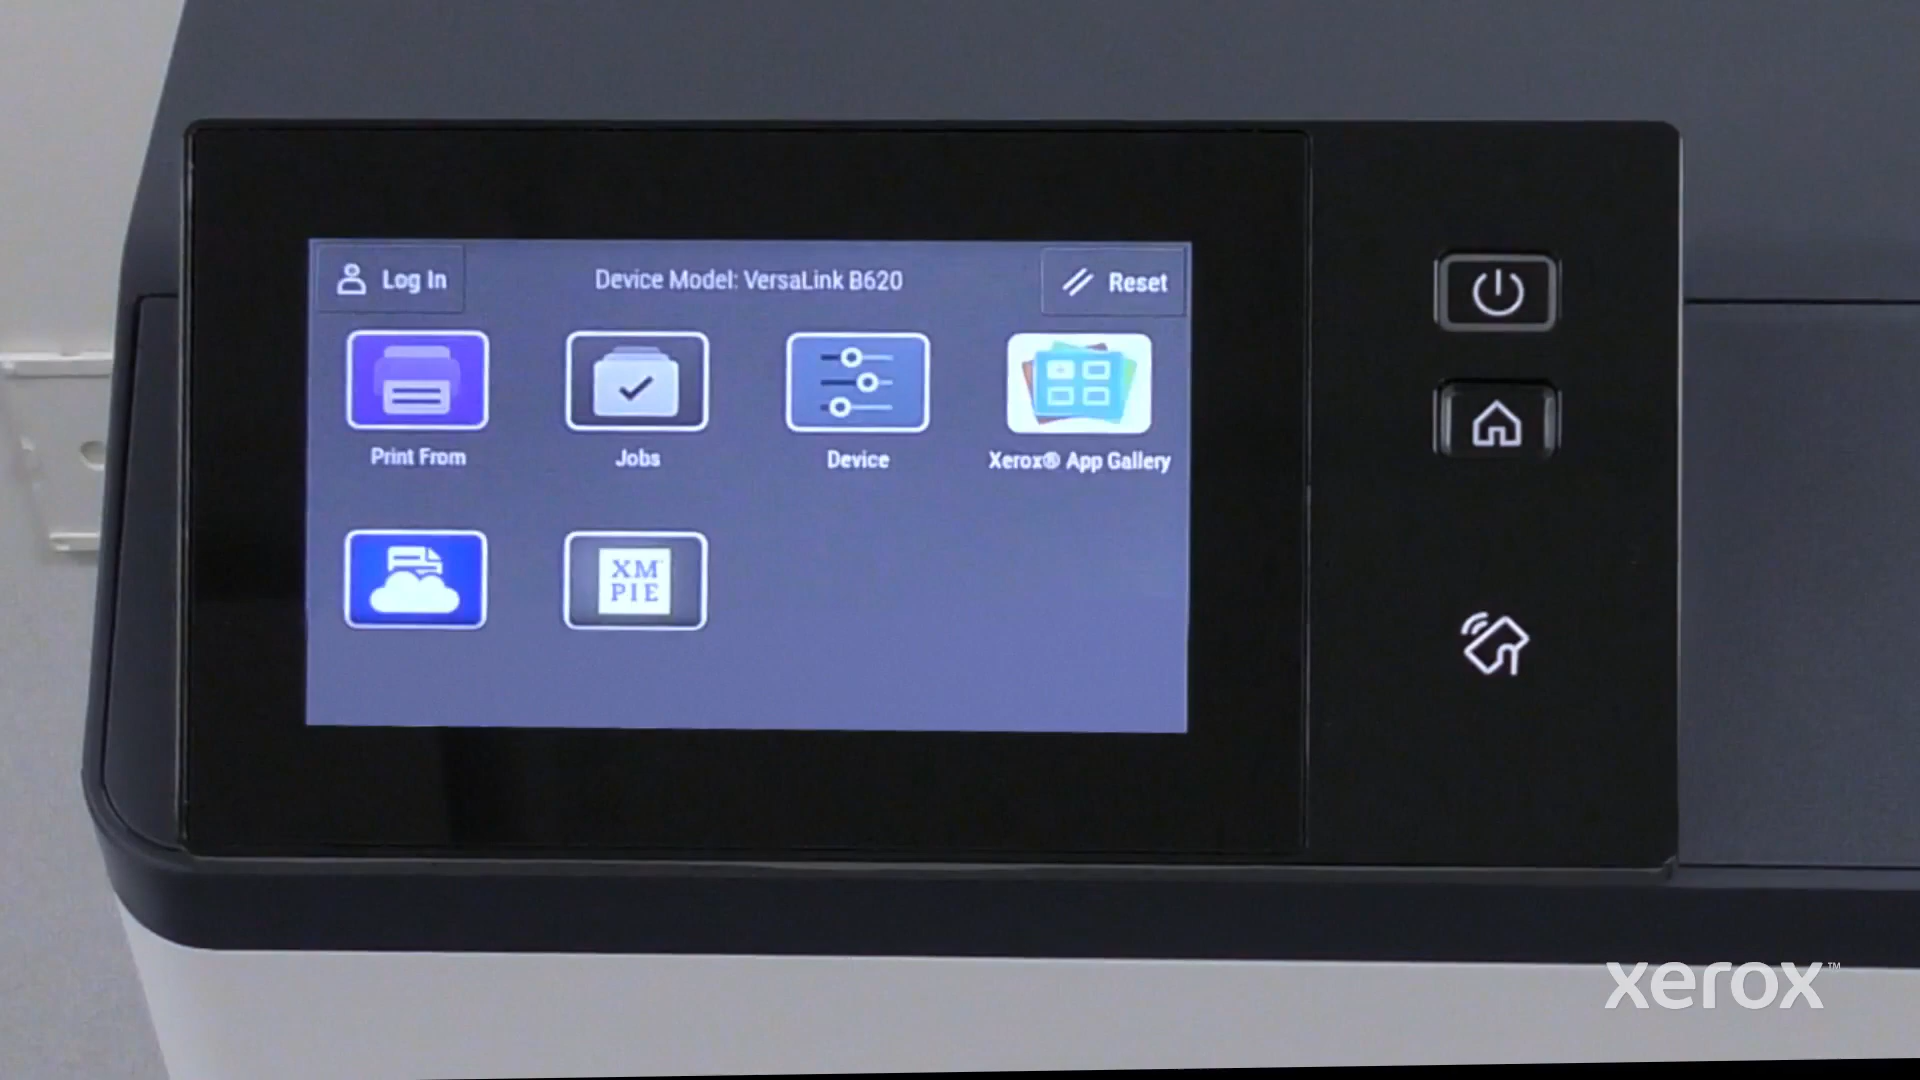 Log In
Device Model: VersaLink B620
Reset
Print From
Jobs
Device
Xerox® App Gallery
XM
PIE
xerox™